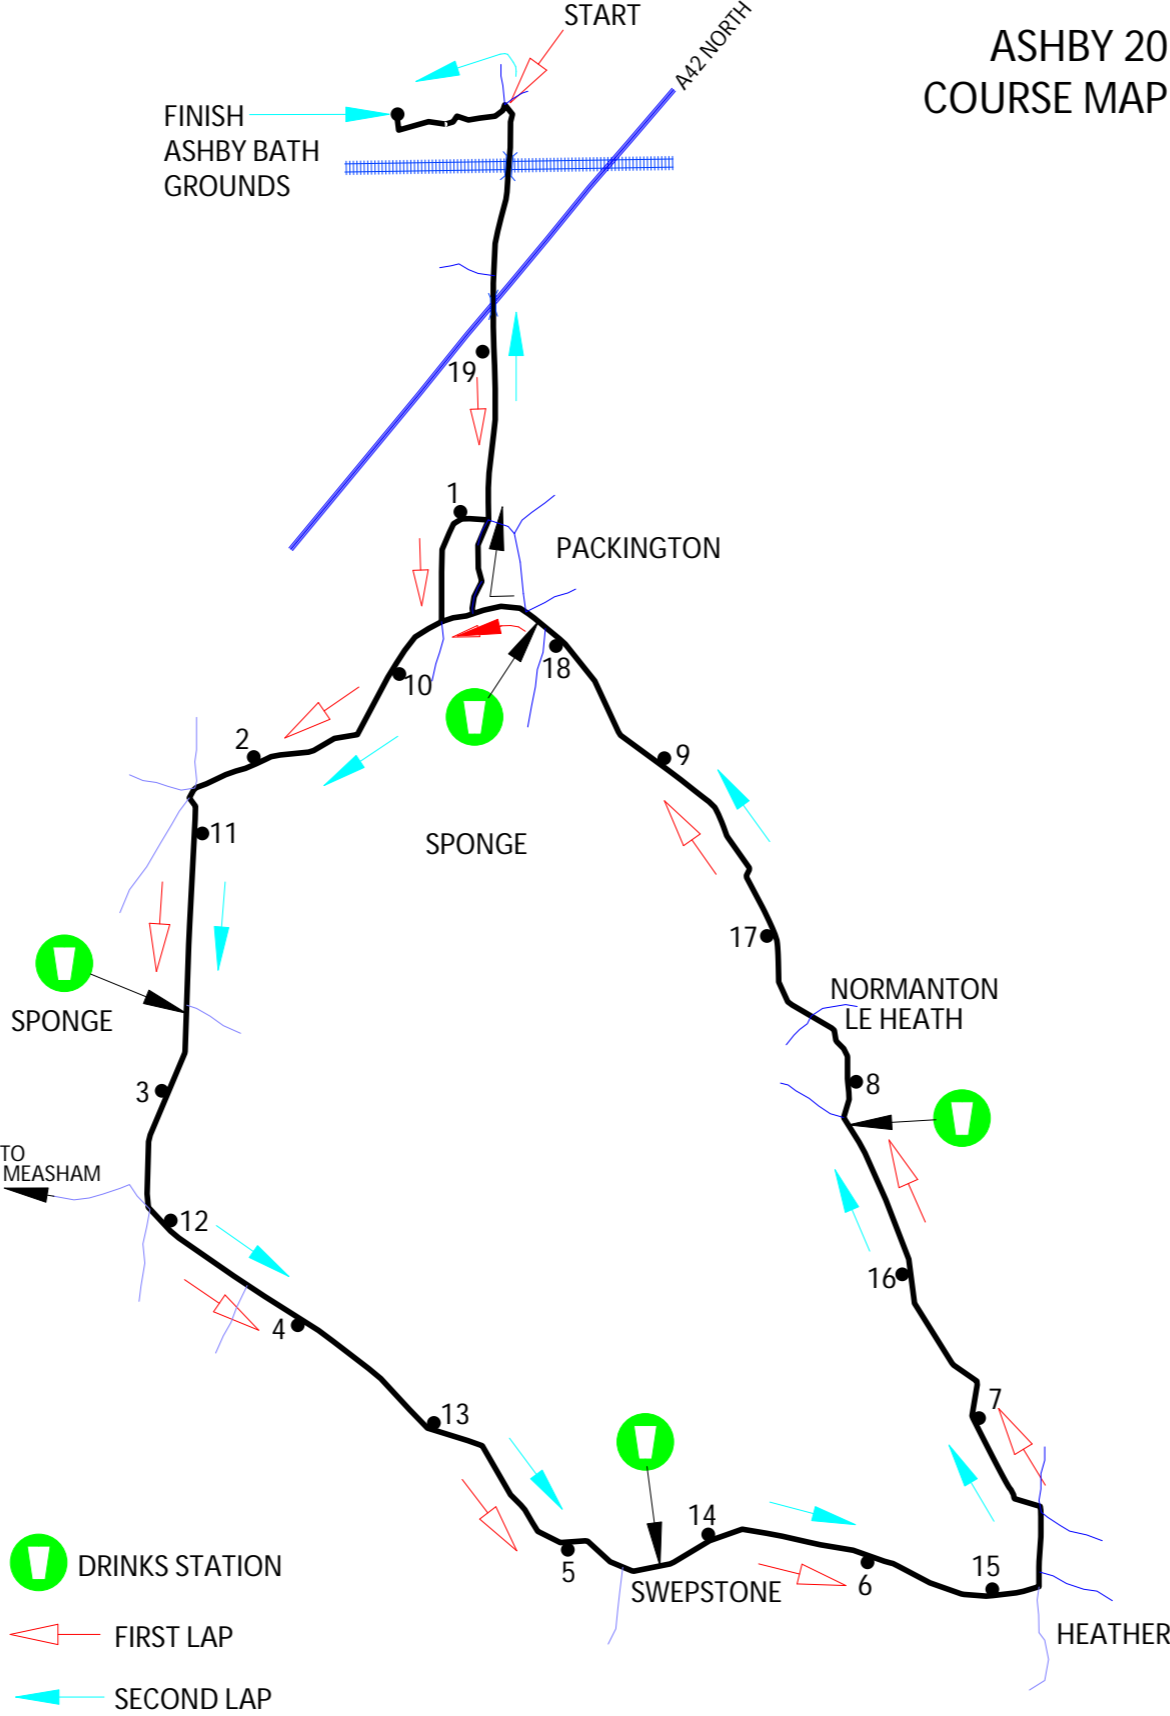 START
A42 NORTH
ASHBY 20
COURSE MAP
FINISH
ASHBY BATH
GROUNDS
19
1
PACKINGTON
18
10
2
9
11
SPONGE
17
SPONGE
NORMANTON
LE HEATH
3
8
TO
MEASHAM
12
16
4
7
13
14
5
6
15
SWEPSTONE
DRINKS STATION
HEATHER
FIRST LAP
SECOND LAP